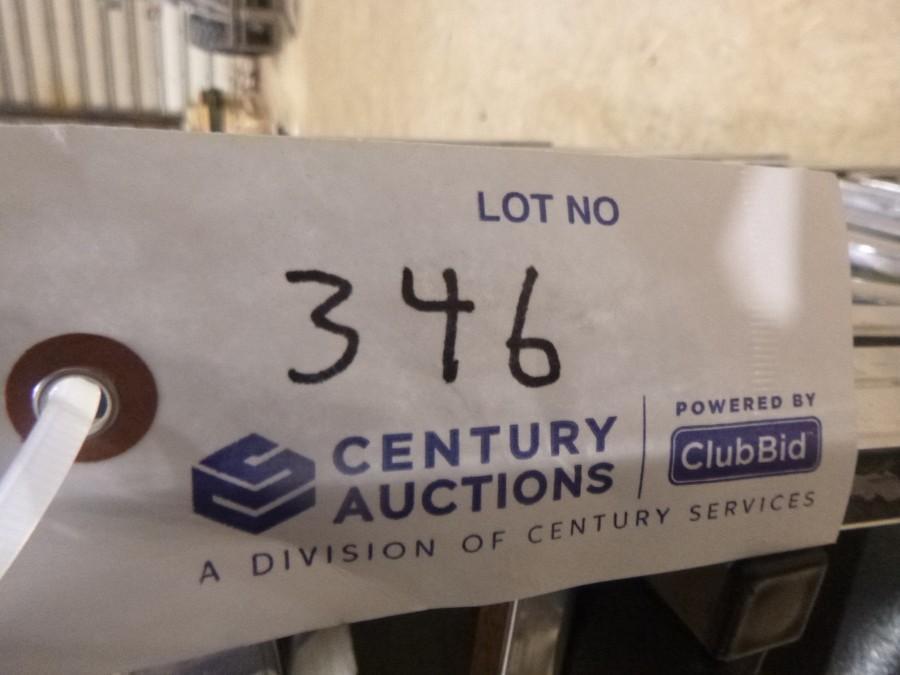 LOT NO
346
CENTURY
AUCTIONS
POWERED BY
ClubBid
A DIVISION OF CENTURY SERVICES